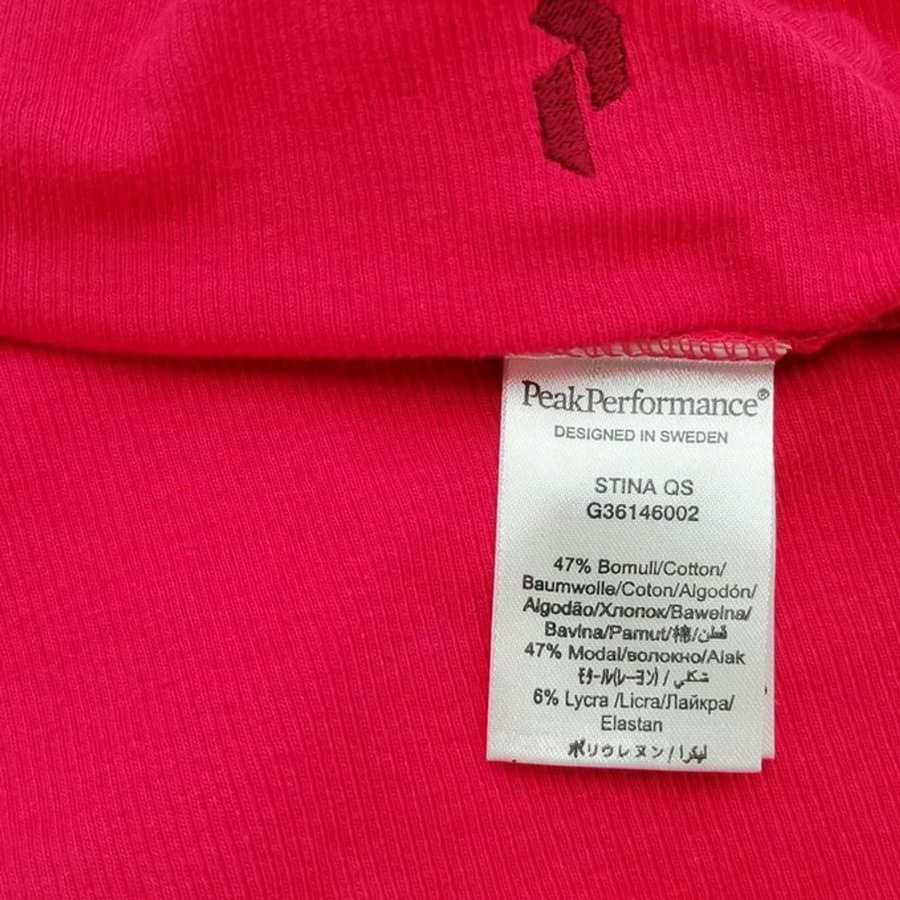 PeakPerformance®
DESIGNED IN SWEDEN
STINA QS
G36146002
47% Bomull/Cotton/
Baumwolle/Coton/Algodón/
Algodão/Хлопок/Bawelna/
Bavlna/Pamut/棉/قطن
47% Modal/волокно/Alak
モダール(レーヨン) / شكلي
6% Lycra /Licra/Лайкра/
Elastan
ポリウレタン/ ليكرا